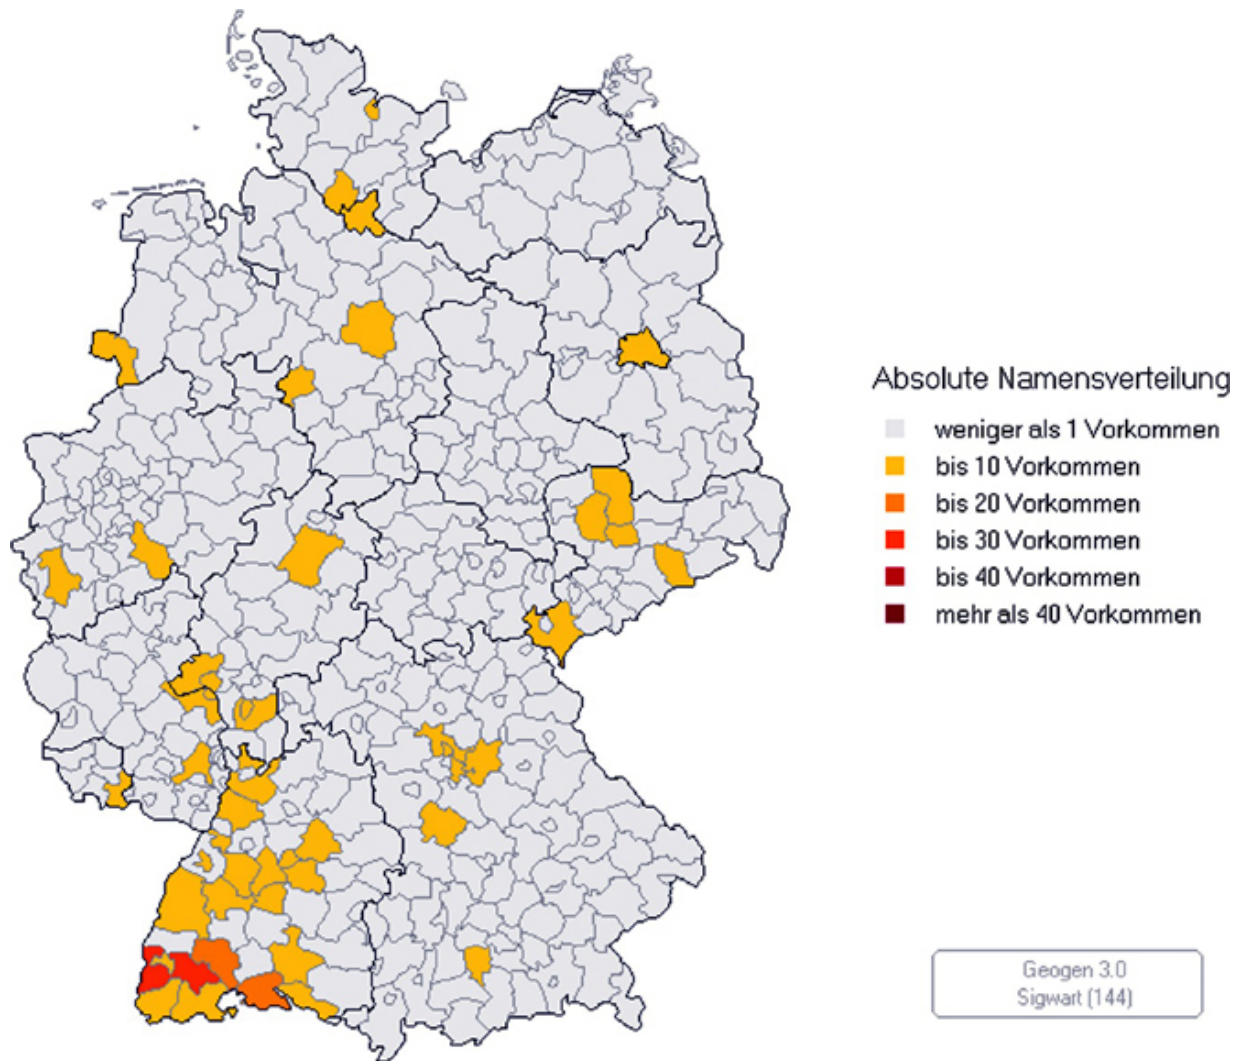 Absolute Namensverteilung
weniger als 1 Vorkommen
bis 10 Vorkommen
bis 20 Vorkommen
bis 30 Vorkommen
bis 40 Vorkommen
mehr als 40 Vorkommen
Geogen 3.0
Sigwart (144)